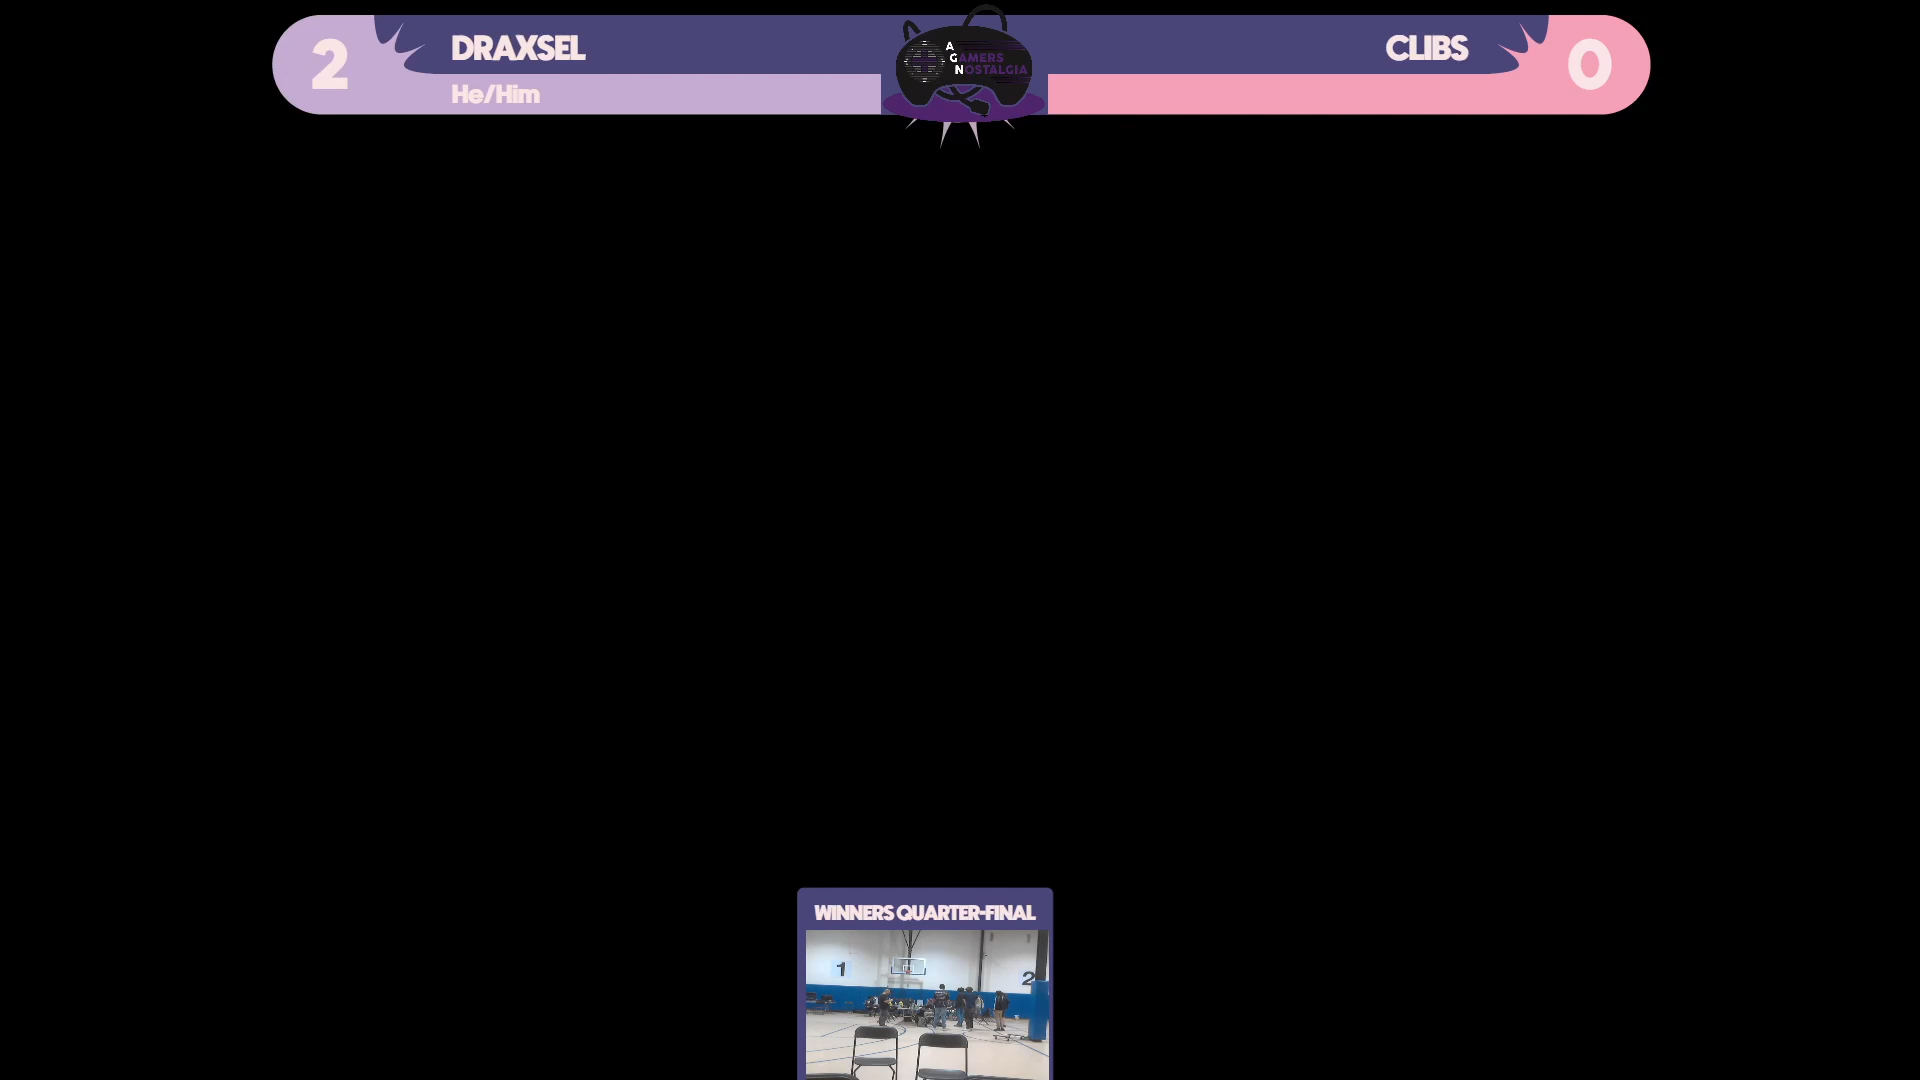 2
DRAXSEL
He/Him
A
GAMERS
NOSTALGIA
CLIBS
0
WINNERS QUARTER-FINAL
1
2